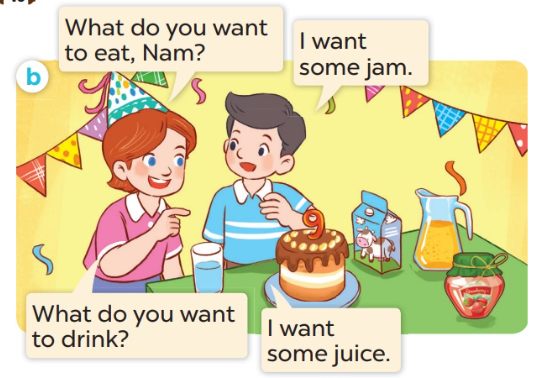 b
What do you want
to eat, Nam?
I want
some jam.
9
What do you want
to drink?
I want
some juice.